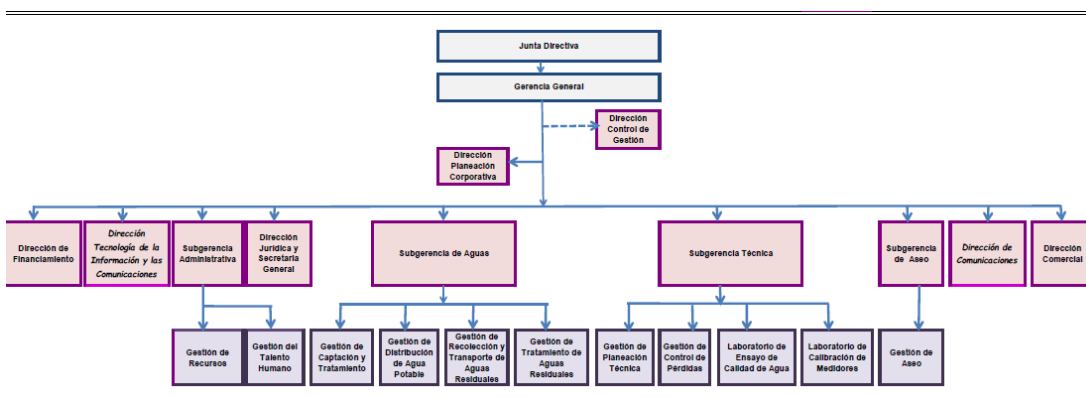 Junta Directiva
Gerencia General
Dirección
Control de
Gestión
Dirección
Planeación
Corporativa
Dirección de
Financiamiento
Dirección
Tecnología de la
Información y las
Comunicaciones
Subgerencia
Administrativa
Dirección
Jurídica y
Secretaria
General
Subgerencia de Aguas
Subgerencia Técnica
Subgerencia
de Aseo
Dirección de
Comunicaciones
Dirección
Comercial
Gestión de
Recursos
Gestión del
Talento
Humano
Gestión de
Captación y
Tratamiento
Gestión de
Distribución
de Agua
Potable
Gestión de
Recolección y
Transporte de
Aguas
Residuales
Gestión de
Tratamiento de
Aguas
Residuales
Gestión de
Planeación
Técnica
Gestión de
Control de
Pérdidas
Laboratorio de
Ensayo de
Calidad de Agua
Laboratorio de
Calibración de
Medidores
Gestión de
Aseo